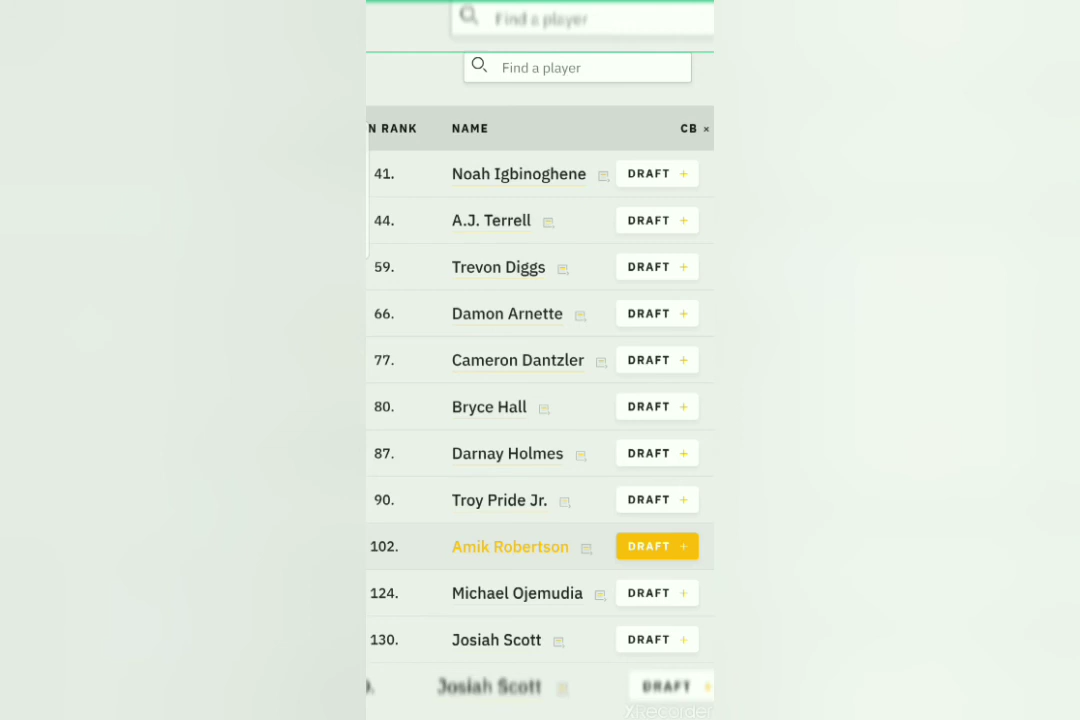 Find a player
Find a player
N RANK NAME CB ×
41. Noah Igbinoghene DRAFT +
44. A.J. Terrell DRAFT +
59. Trevon Diggs DRAFT +
66. Damon Arnette DRAFT +
77. Cameron Dantzler DRAFT +
80. Bryce Hall DRAFT +
87. Darnay Holmes DRAFT +
90. Troy Pride Jr. DRAFT +
102. Amik Robertson DRAFT +
124. Michael Ojemudia DRAFT +
130. Josiah Scott DRAFT +
Josiah Scott DRAFT +
XRecorder